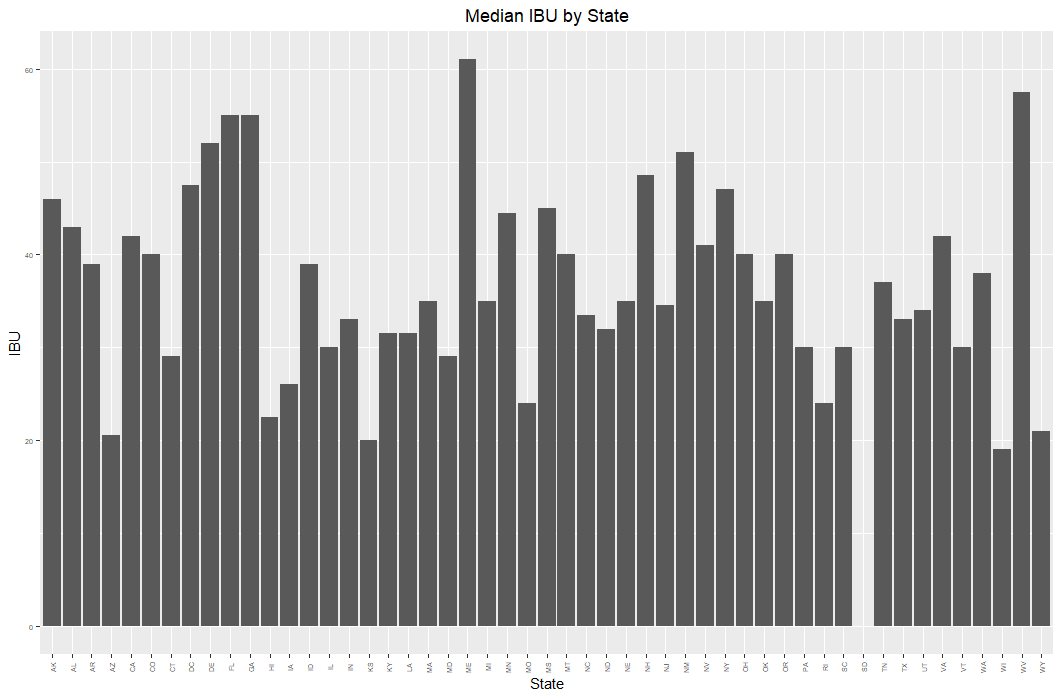 Median IBU by State
IBU
60
40
20
0
AK AL AR AZ CA CO CT DC DE FL GA HI IA ID IL IN KS KY LA MA MD ME MI MN MO MS MT NC ND NE NH NJ NM NV NY OH OK OR PA RI SC SD TN TX UT VA VT WA WI WV WY
State